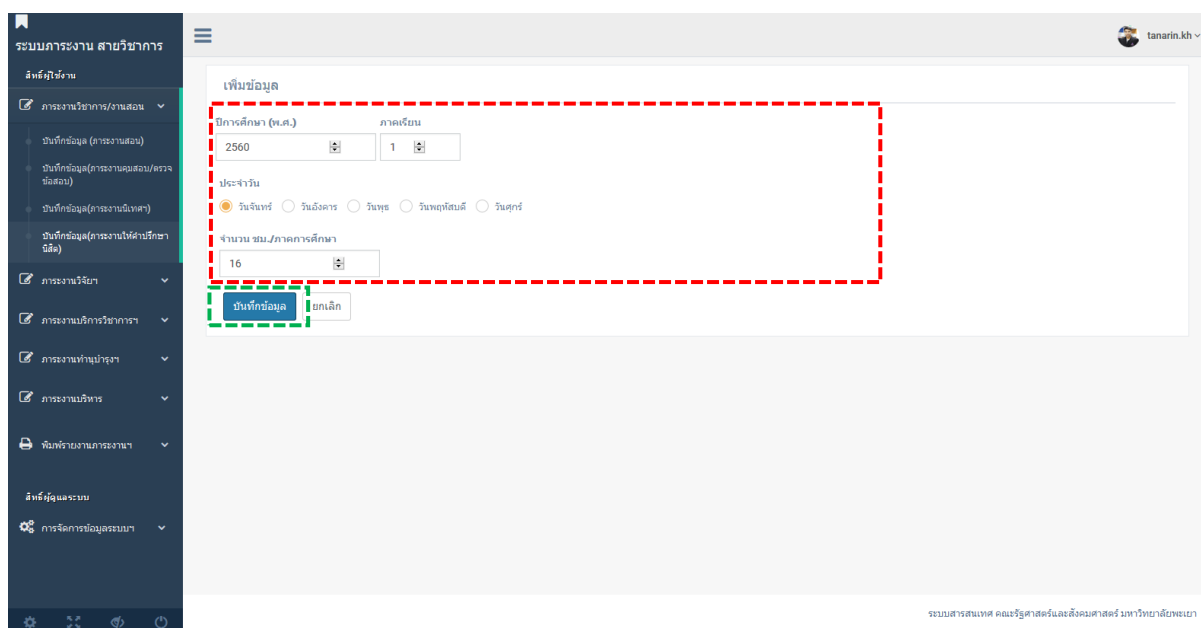 ระบบภาระงาน สายวิชาการ
tanarin.kh
สิทธิ์ผู้ใช้งาน
ภาระงานวิชาการ/งานสอน
บันทึกข้อมูล (ภาระงานสอน)
บันทึกข้อมูล(ภาระงานคุมสอบ/ตรวจ
ข้อสอบ)
บันทึกข้อมูล(ภาระงานนิเทศฯ)
บันทึกข้อมูล(ภาระงานให้คำปรึกษา
นิสิต)
ภาระงานวิจัยฯ
ภาระงานบริการวิชาการฯ
ภาระงานทำนุบำรุงฯ
ภาระงานบริหาร
พิมพ์รายงานภาระงานฯ
สิทธิ์ผู้ดูแลระบบ
การจัดการข้อมูลระบบฯ
เพิ่มข้อมูล
ปีการศึกษา (พ.ศ.) ภาคเรียน
2560 1
ประจำวัน
วันจันทร์ วันอังคาร วันพุธ วันพฤหัสบดี วันศุกร์
จำนวน ชม./ภาคการศึกษา
16
บันทึกข้อมูล ยกเลิก
ระบบสารสนเทศ คณะรัฐศาสตร์และสังคมศาสตร์ มหาวิทยาลัยพะเยา